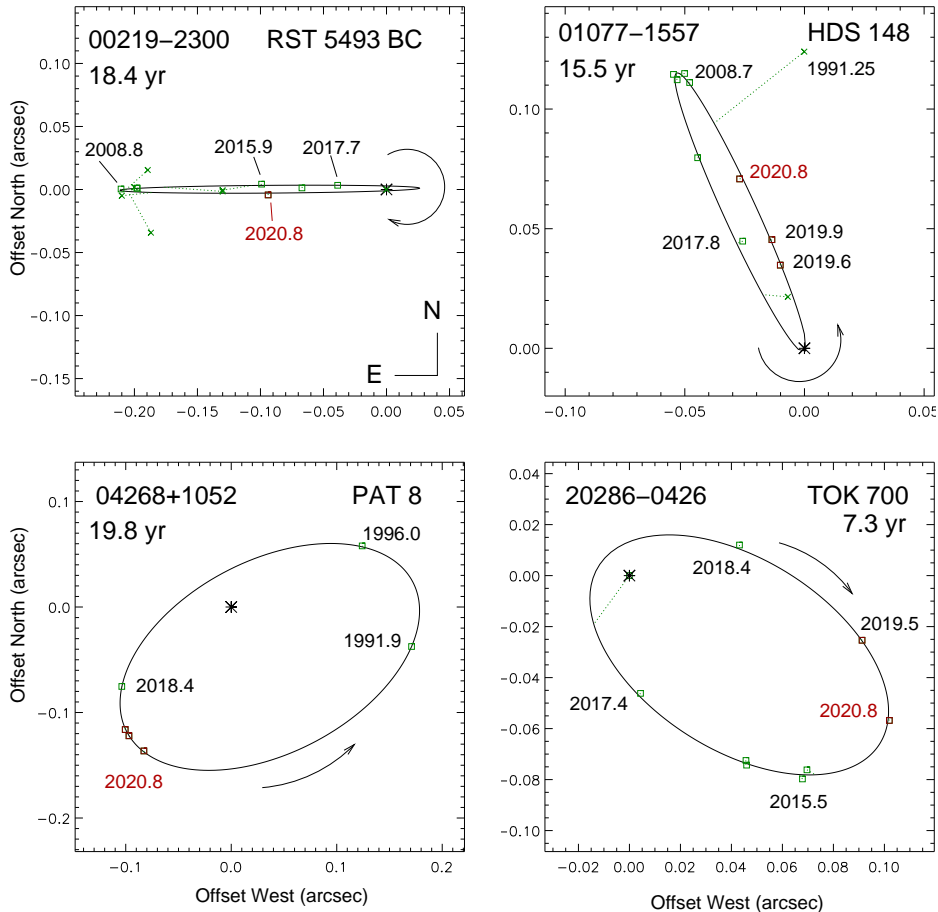 00219−2300 RST 5493 BC
18.4 yr
0.10
0.05
0.00
−0.05
−0.10
−0.15
Offset North (arcsec)
2008.8
2015.9
2017.7
2020.8
N
E
−0.20 −0.15 −0.10 −0.05 0.00 0.05
01077−1557 HDS 148
15.5 yr
2008.7
1991.25
0.10
0.05
0.00
2020.8
2017.8
2019.9
2019.6
−0.10 −0.05 0.00 0.05
04268+1052 PAT 8
19.8 yr
0.1
0.0
−0.1
−0.2
Offset North (arcsec)
1996.0
1991.9
2018.4
2020.8
−0.1 0.0 0.1 0.2
Offset West (arcsec)
20286−0426 TOK 700
7.3 yr
0.04
0.02
0.00
−0.02
−0.04
−0.06
−0.08
−0.10
2018.4
2019.5
2017.4
2020.8
2015.5
−0.02 0.00 0.02 0.04 0.06 0.08 0.10
Offset West (arcsec)